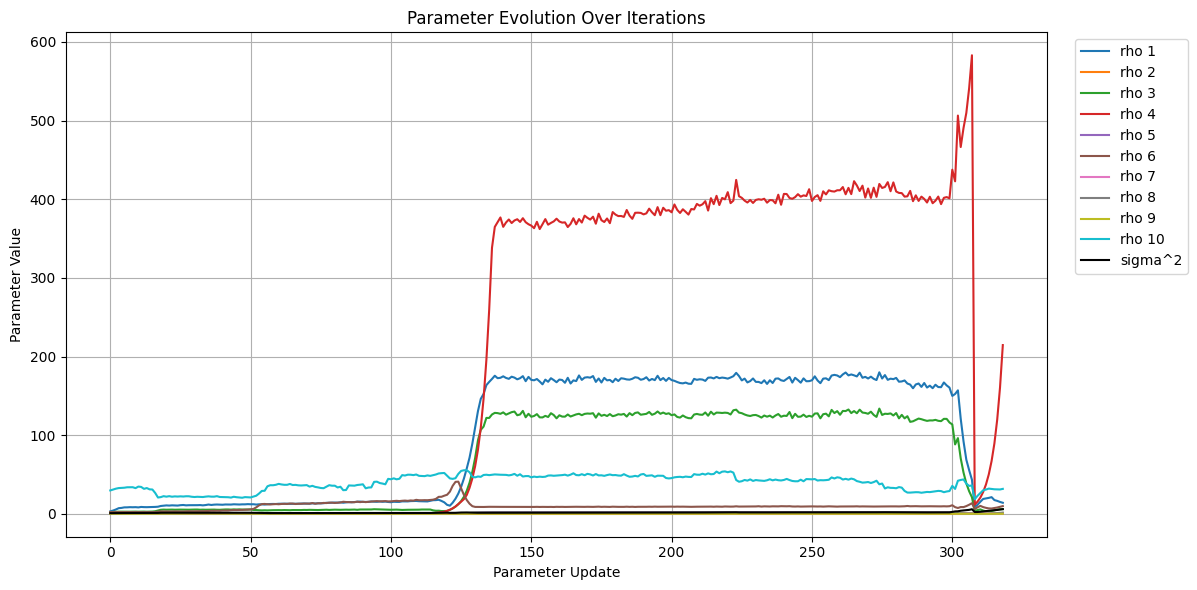 Parameter Evolution Over Iterations
Parameter Value
600
500
400
300
200
100
0
0 50 100 150 200 250 300
Parameter Update
rho 1
rho 2
rho 3
rho 4
rho 5
rho 6
rho 7
rho 8
rho 9
rho 10
sigma^2